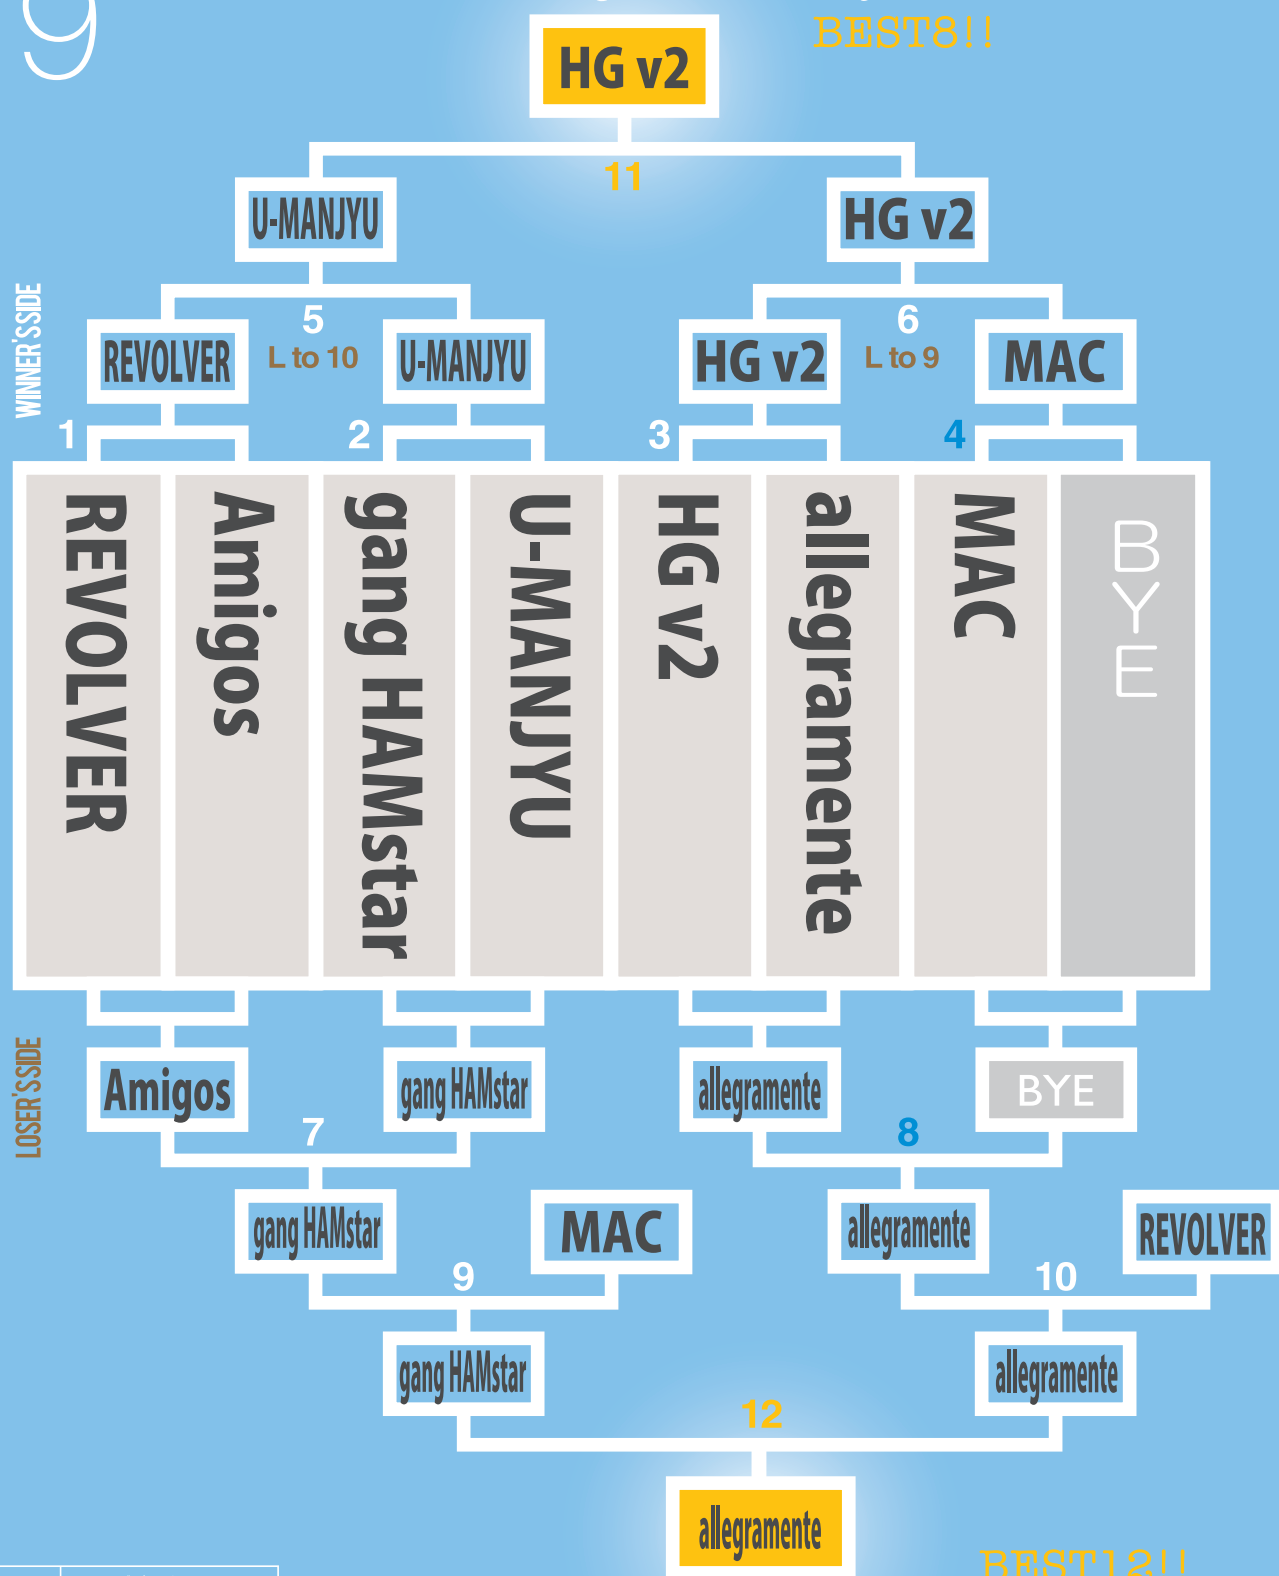 9
BEST8!!
HG v2
11
U-MANJYU
HG v2
WINNER'S SIDE
5
L to 10
6
L to 9
REVOLVER
U-MANJYU
HG v2
MAC
1
2
3
4
REVOLVER
Amigos
gang HAMstar
U-MANJYU
HG v2
allegramente
MAC
BYE
LOSER'S SIDE
Amigos
gang HAMstar
allegramente
BYE
7
8
gang HAMstar
MAC
allegramente
REVOLVER
9
10
gang HAMstar
allegramente
12
allegramente
BEST12!!